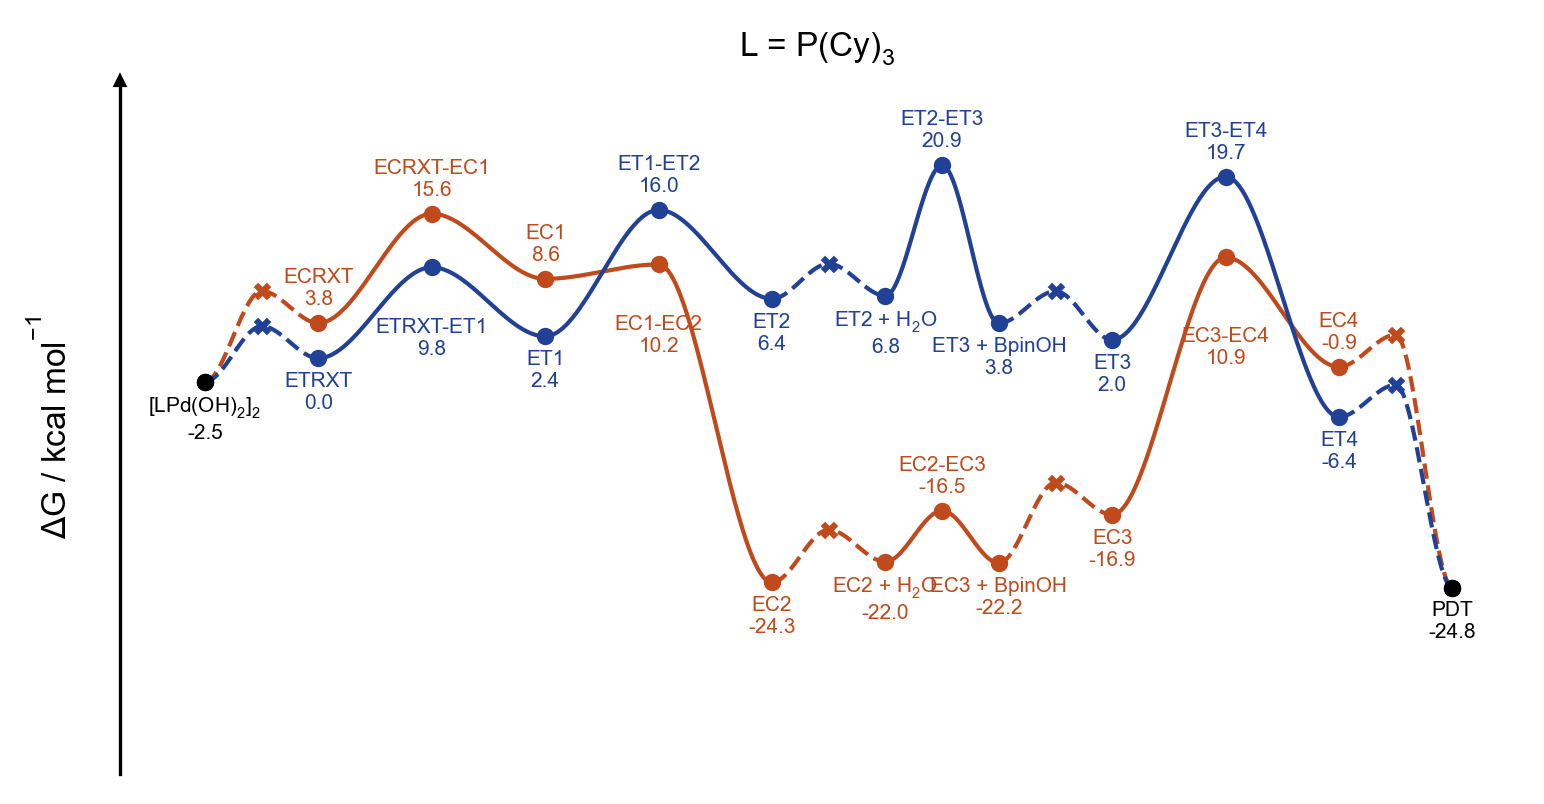 L = P(Cy)₃
ΔG / kcal mol⁻¹
[LPd(OH)₂]₂
-2.5
ECRXT
3.8
ETRXT
0.0
ECRXT-EC1
15.6
ETRXT-ET1
9.8
EC1
8.6
ET1
2.4
ET1-ET2
16.0
EC1-EC2
10.2
ET2
6.4
EC2
-24.3
ET2 + H₂O
6.8
EC2 + H₂O
-22.0
ET2-ET3
20.9
EC2-EC3
-16.5
ET3 + BpinOH
3.8
EC3 + BpinOH
-22.2
ET3
2.0
EC3
-16.9
ET3-ET4
19.7
EC3-EC4
10.9
EC4
-0.9
ET4
-6.4
PDT
-24.8